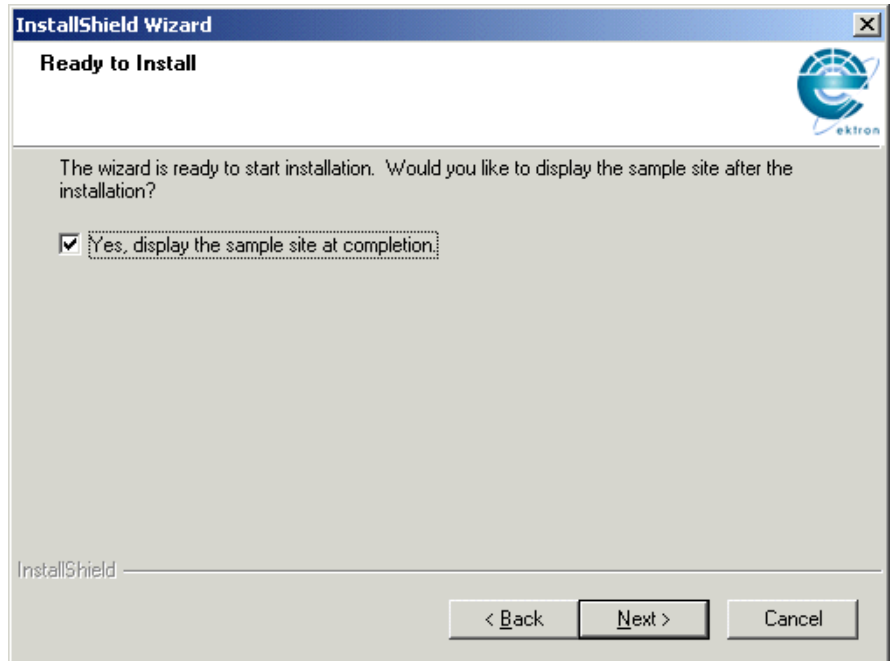 InstallShield Wizard
Ready to Install
ektron
The wizard is ready to start installation.  Would you like to display the sample site after the
installation?
Yes, display the sample site at completion.
InstallShield
< Back
Next >
Cancel